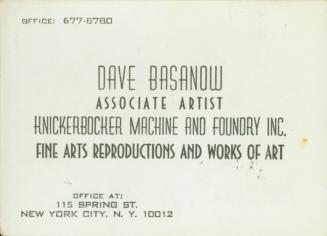 OFFICE: 677-8780
DAVE BASANOW
ASSOCIATE ARTIST
KNICKERBOCKER MACHINE AND FOUNDRY INC.
FINE ARTS REPRODUCTIONS AND WORKS OF ART
OFFICE AT:
115 SPRING ST.
NEW YORK CITY, N. Y. 10012